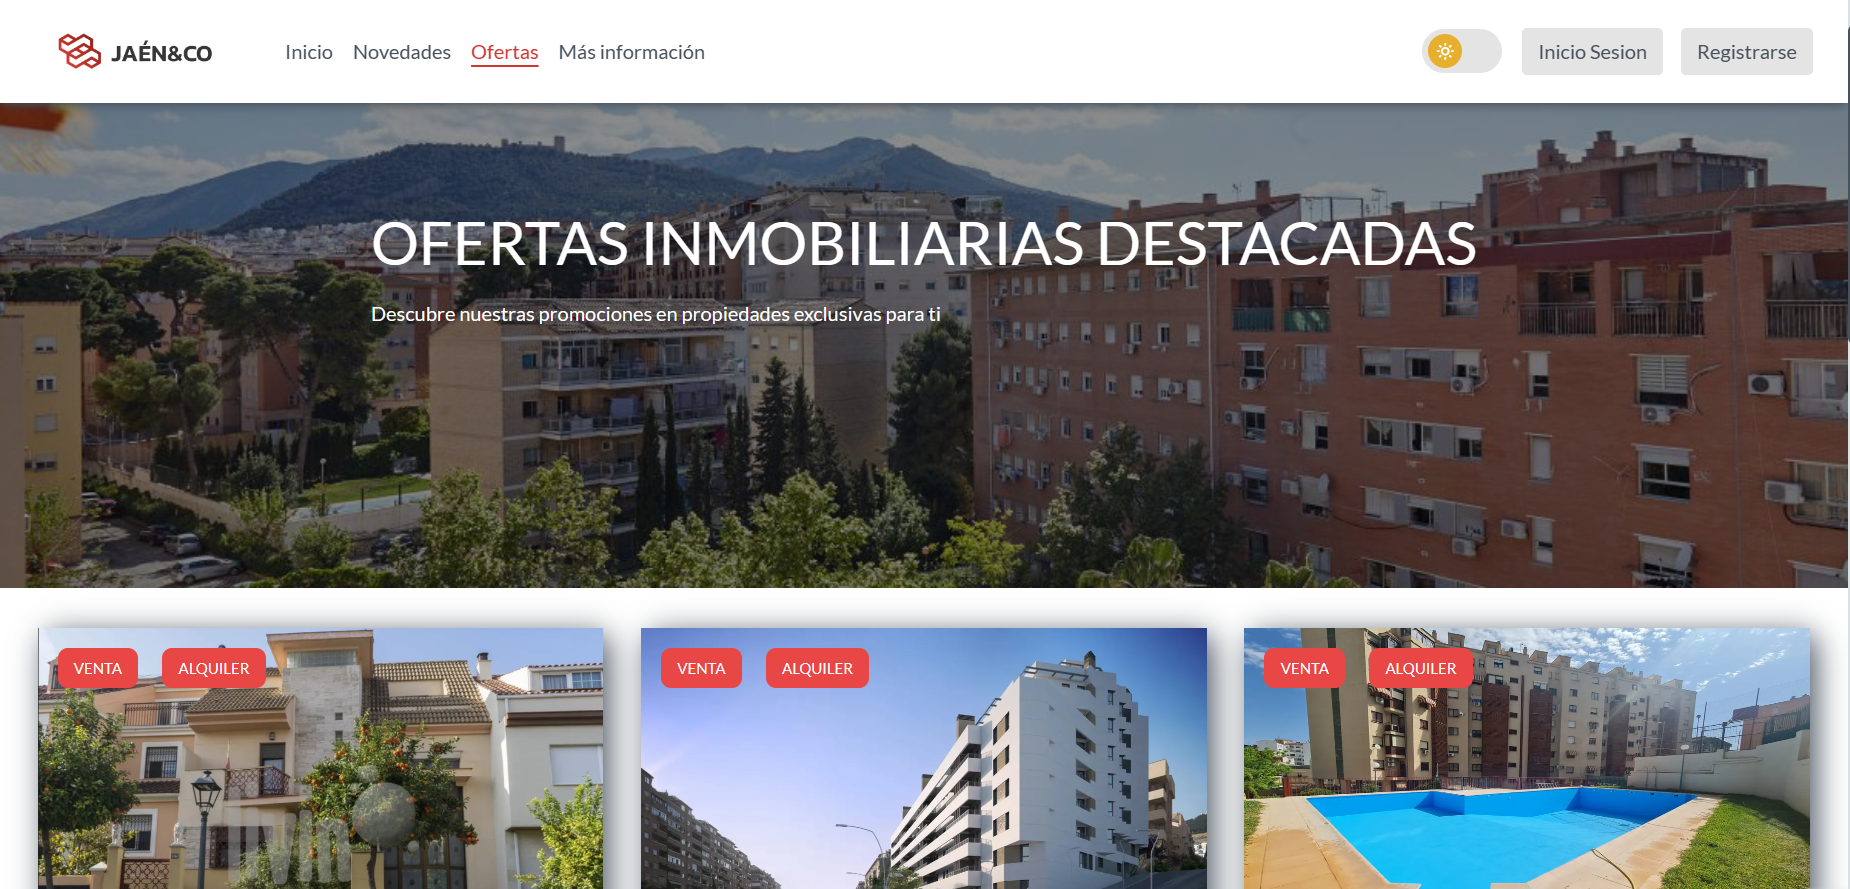 JAÉN&CO
Inicio Novedades Ofertas Más información
Inicio Sesion Registrarse
OFERTAS INMOBILIARIAS DESTACADAS
Descubre nuestras promociones en propiedades exclusivas para ti
VENTA ALQUILER
VENTA ALQUILER
VENTA ALQUILER